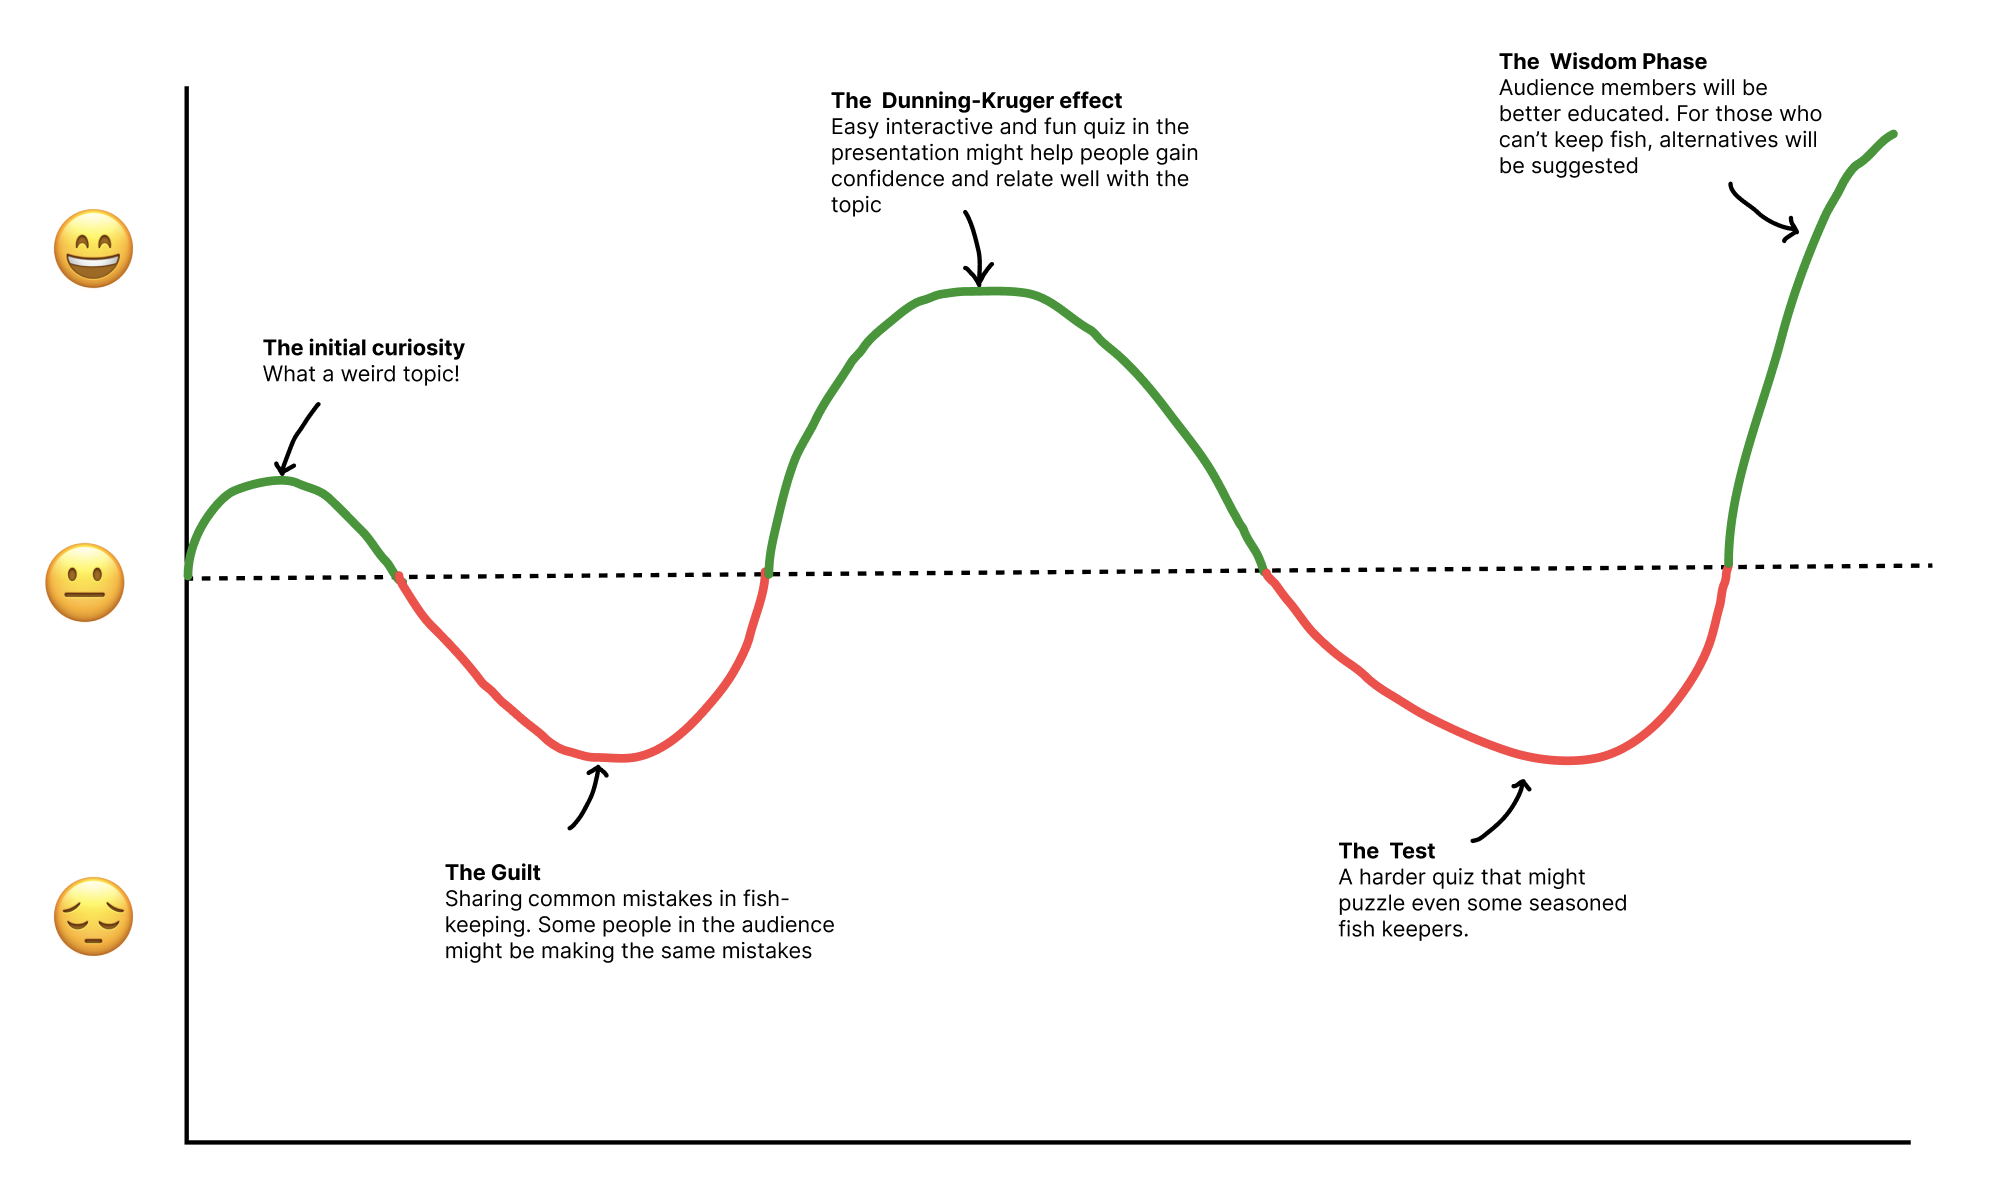 The initial curiosity
What a weird topic!
The Guilt
Sharing common mistakes in fish-
keeping. Some people in the audience
might be making the same mistakes
The  Dunning-Kruger effect
Easy interactive and fun quiz in the
presentation might help people gain
confidence and relate well with the
topic
The  Test
A harder quiz that might
puzzle even some seasoned
fish keepers.
The  Wisdom Phase
Audience members will be
better educated. For those who
can’t keep fish, alternatives will
be suggested